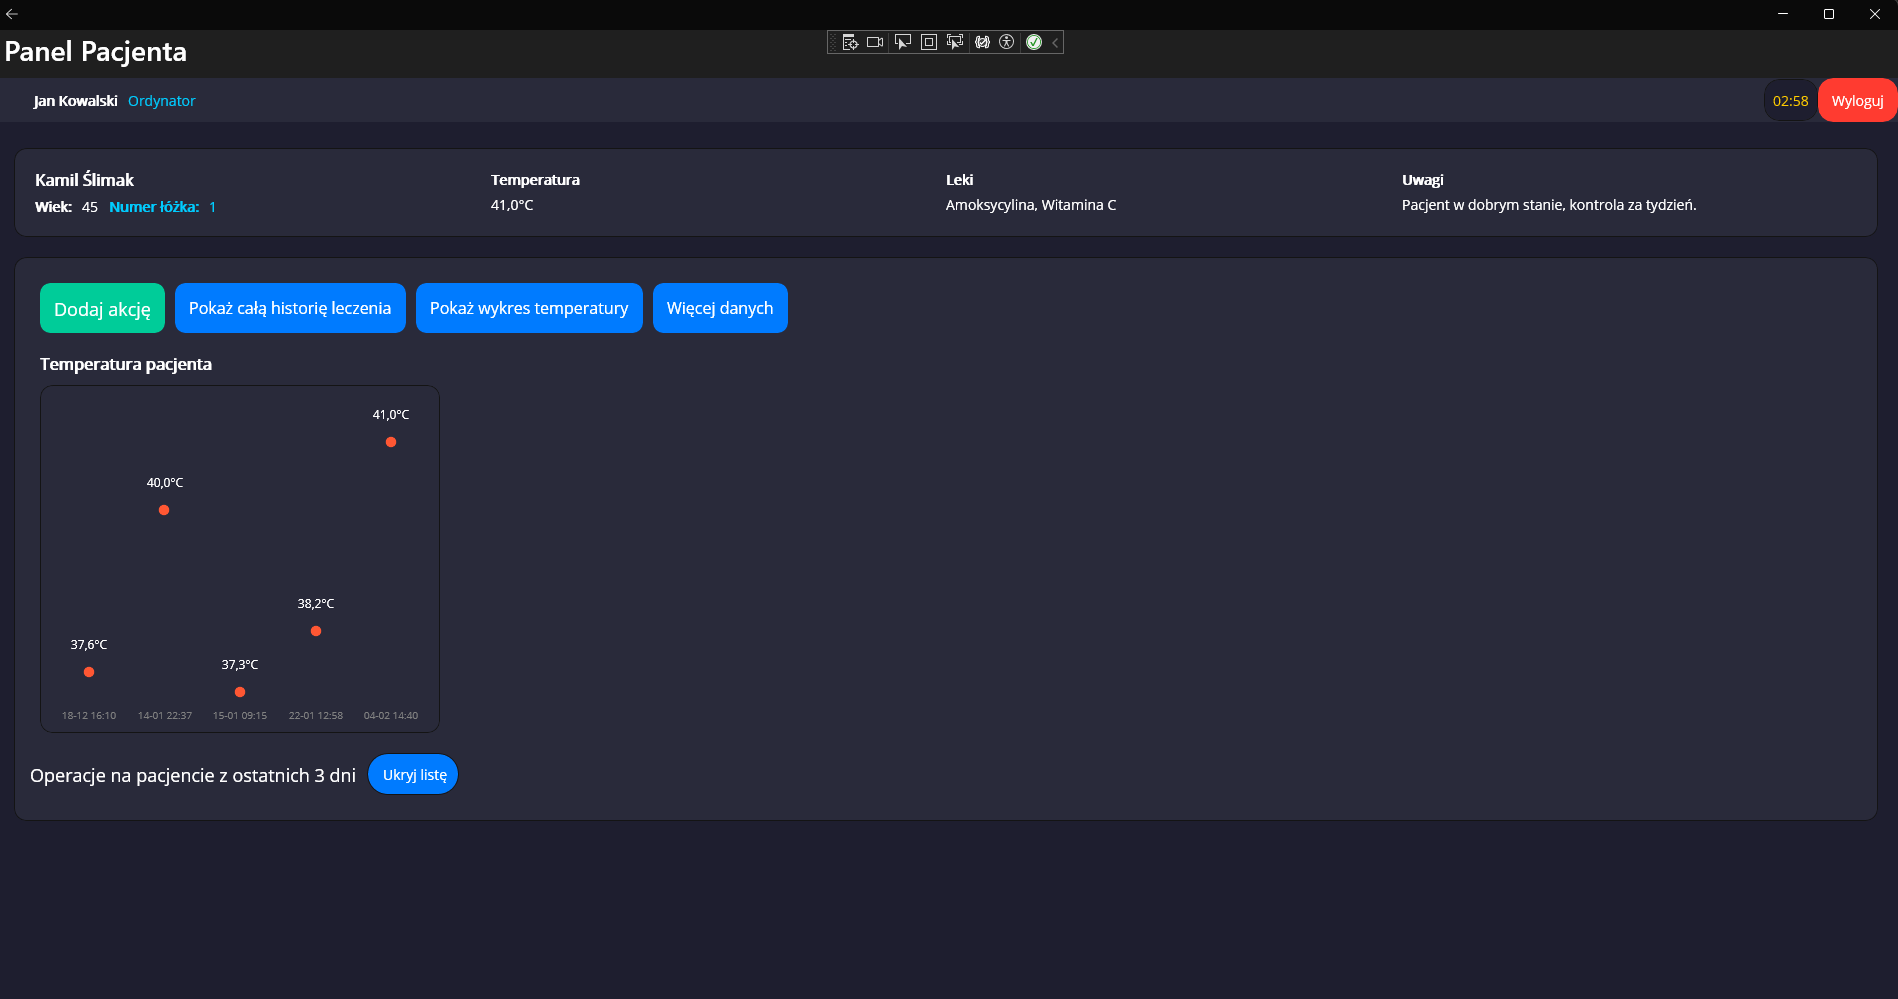 Panel Pacjenta
Jan Kowalski Ordynator
02:58
Wyloguj
Kamil Ślimak
Wiek: 45 Numer łóżka: 1
Temperatura
41,0°C
Leki
Amoksycylina, Witamina C
Uwagi
Pacjent w dobrym stanie, kontrola za tydzień.
Dodaj akcję
Pokaż całą historię leczenia
Pokaż wykres temperatury
Więcej danych
Temperatura pacjenta
41,0°C
40,0°C
38,2°C
37,6°C
37,3°C
18-12 16:10 14-01 22:37 15-01 09:15 22-01 12:58 04-02 14:40
Operacje na pacjencie z ostatnich 3 dni
Ukryj listę